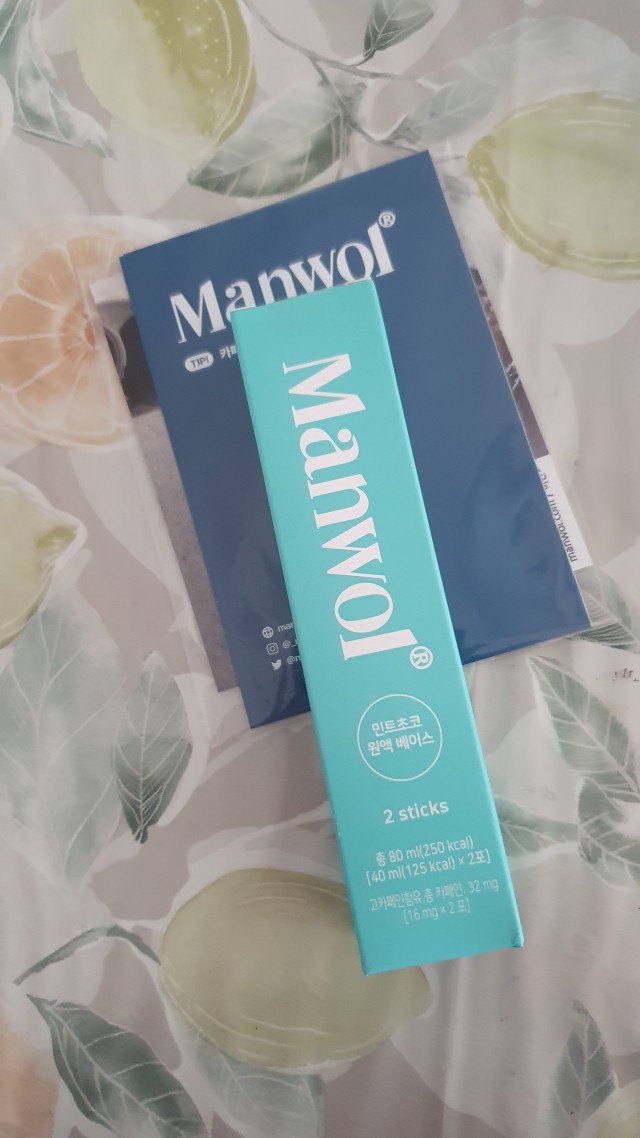 Manwol®
TIP!
Manwol®
민트초코
원액 베이스
2 sticks
총 80 ml(250 kcal)
[40 ml(125 kcal) × 2포]
고카페인함유, 총 카페인 32 mg
[16 mg × 2 포]
manwol.com/